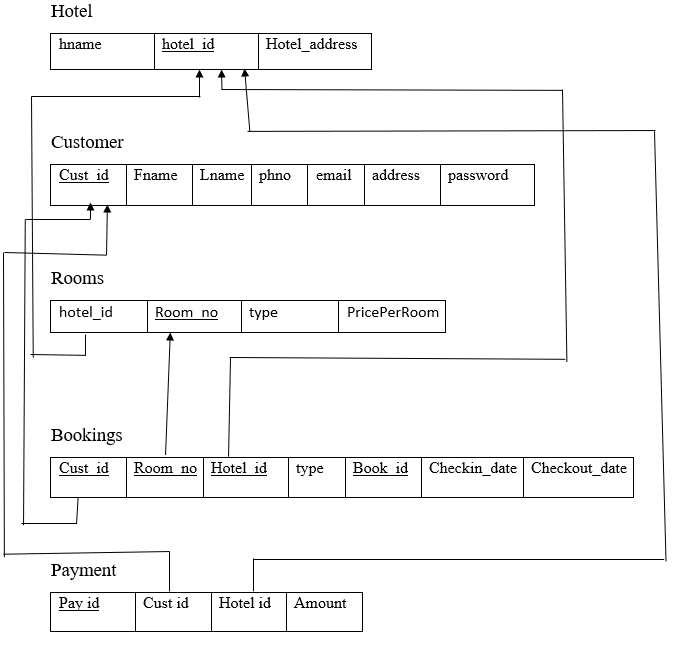 Hotel
hname hotel_id Hotel_address
Customer
Cust_id Fname Lname phno email address password
Rooms
hotel_id Room_no type PricePerRoom
Bookings
Cust_id Room_no Hotel_id type Book_id Checkin_date Checkout_date
Payment
Pay id Cust id Hotel id Amount